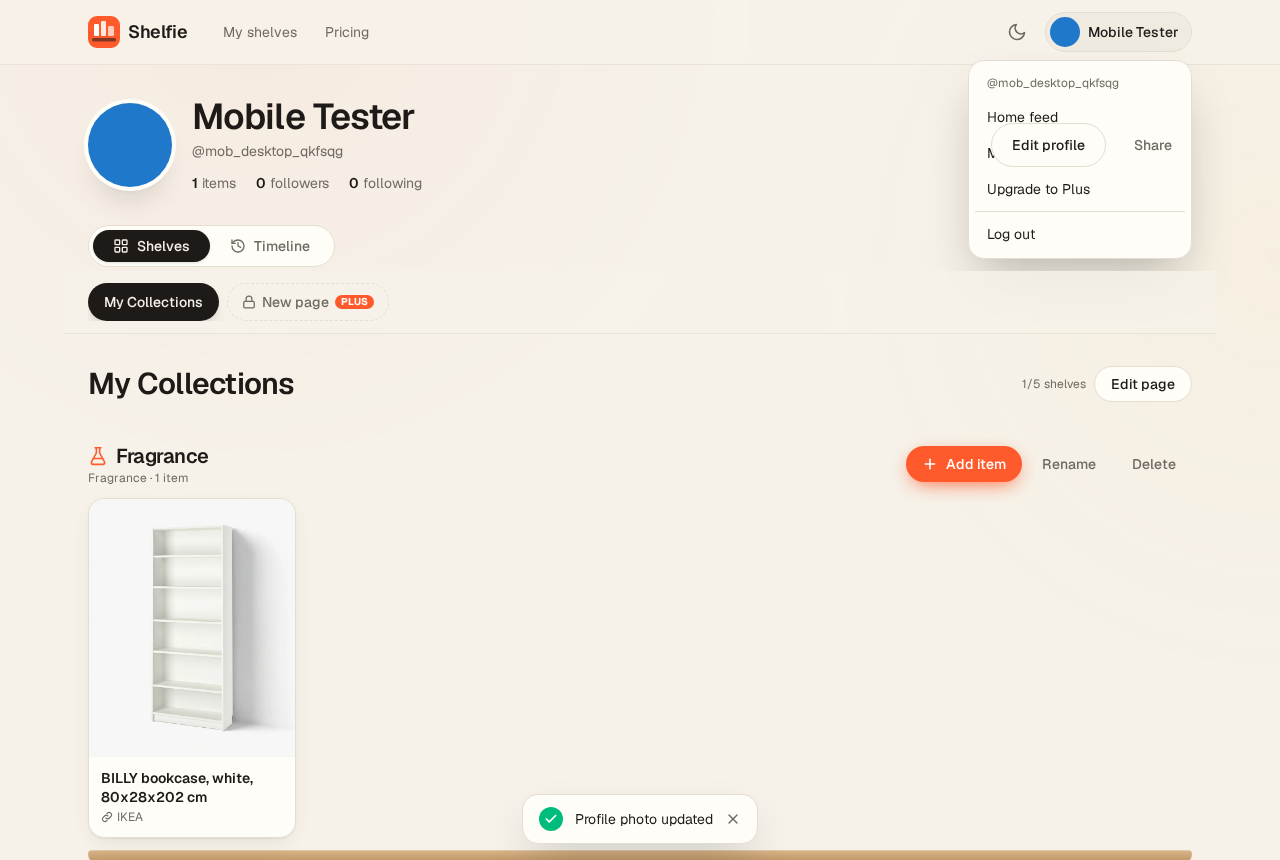 Shelfie
My shelves
Pricing
Mobile Tester
@mob_desktop_qkfsqg
Home feed
Edit profile
Share
Upgrade to Plus
Log out
Mobile Tester
@mob_desktop_qkfsqg
1 items
0 followers
0 following
Shelves
Timeline
My Collections
New page
PLUS
My Collections
1/5 shelves
Edit page
Fragrance
Fragrance · 1 item
Add item
Rename
Delete
BILLY bookcase, white,
80x28x202 cm
IKEA
Profile photo updated